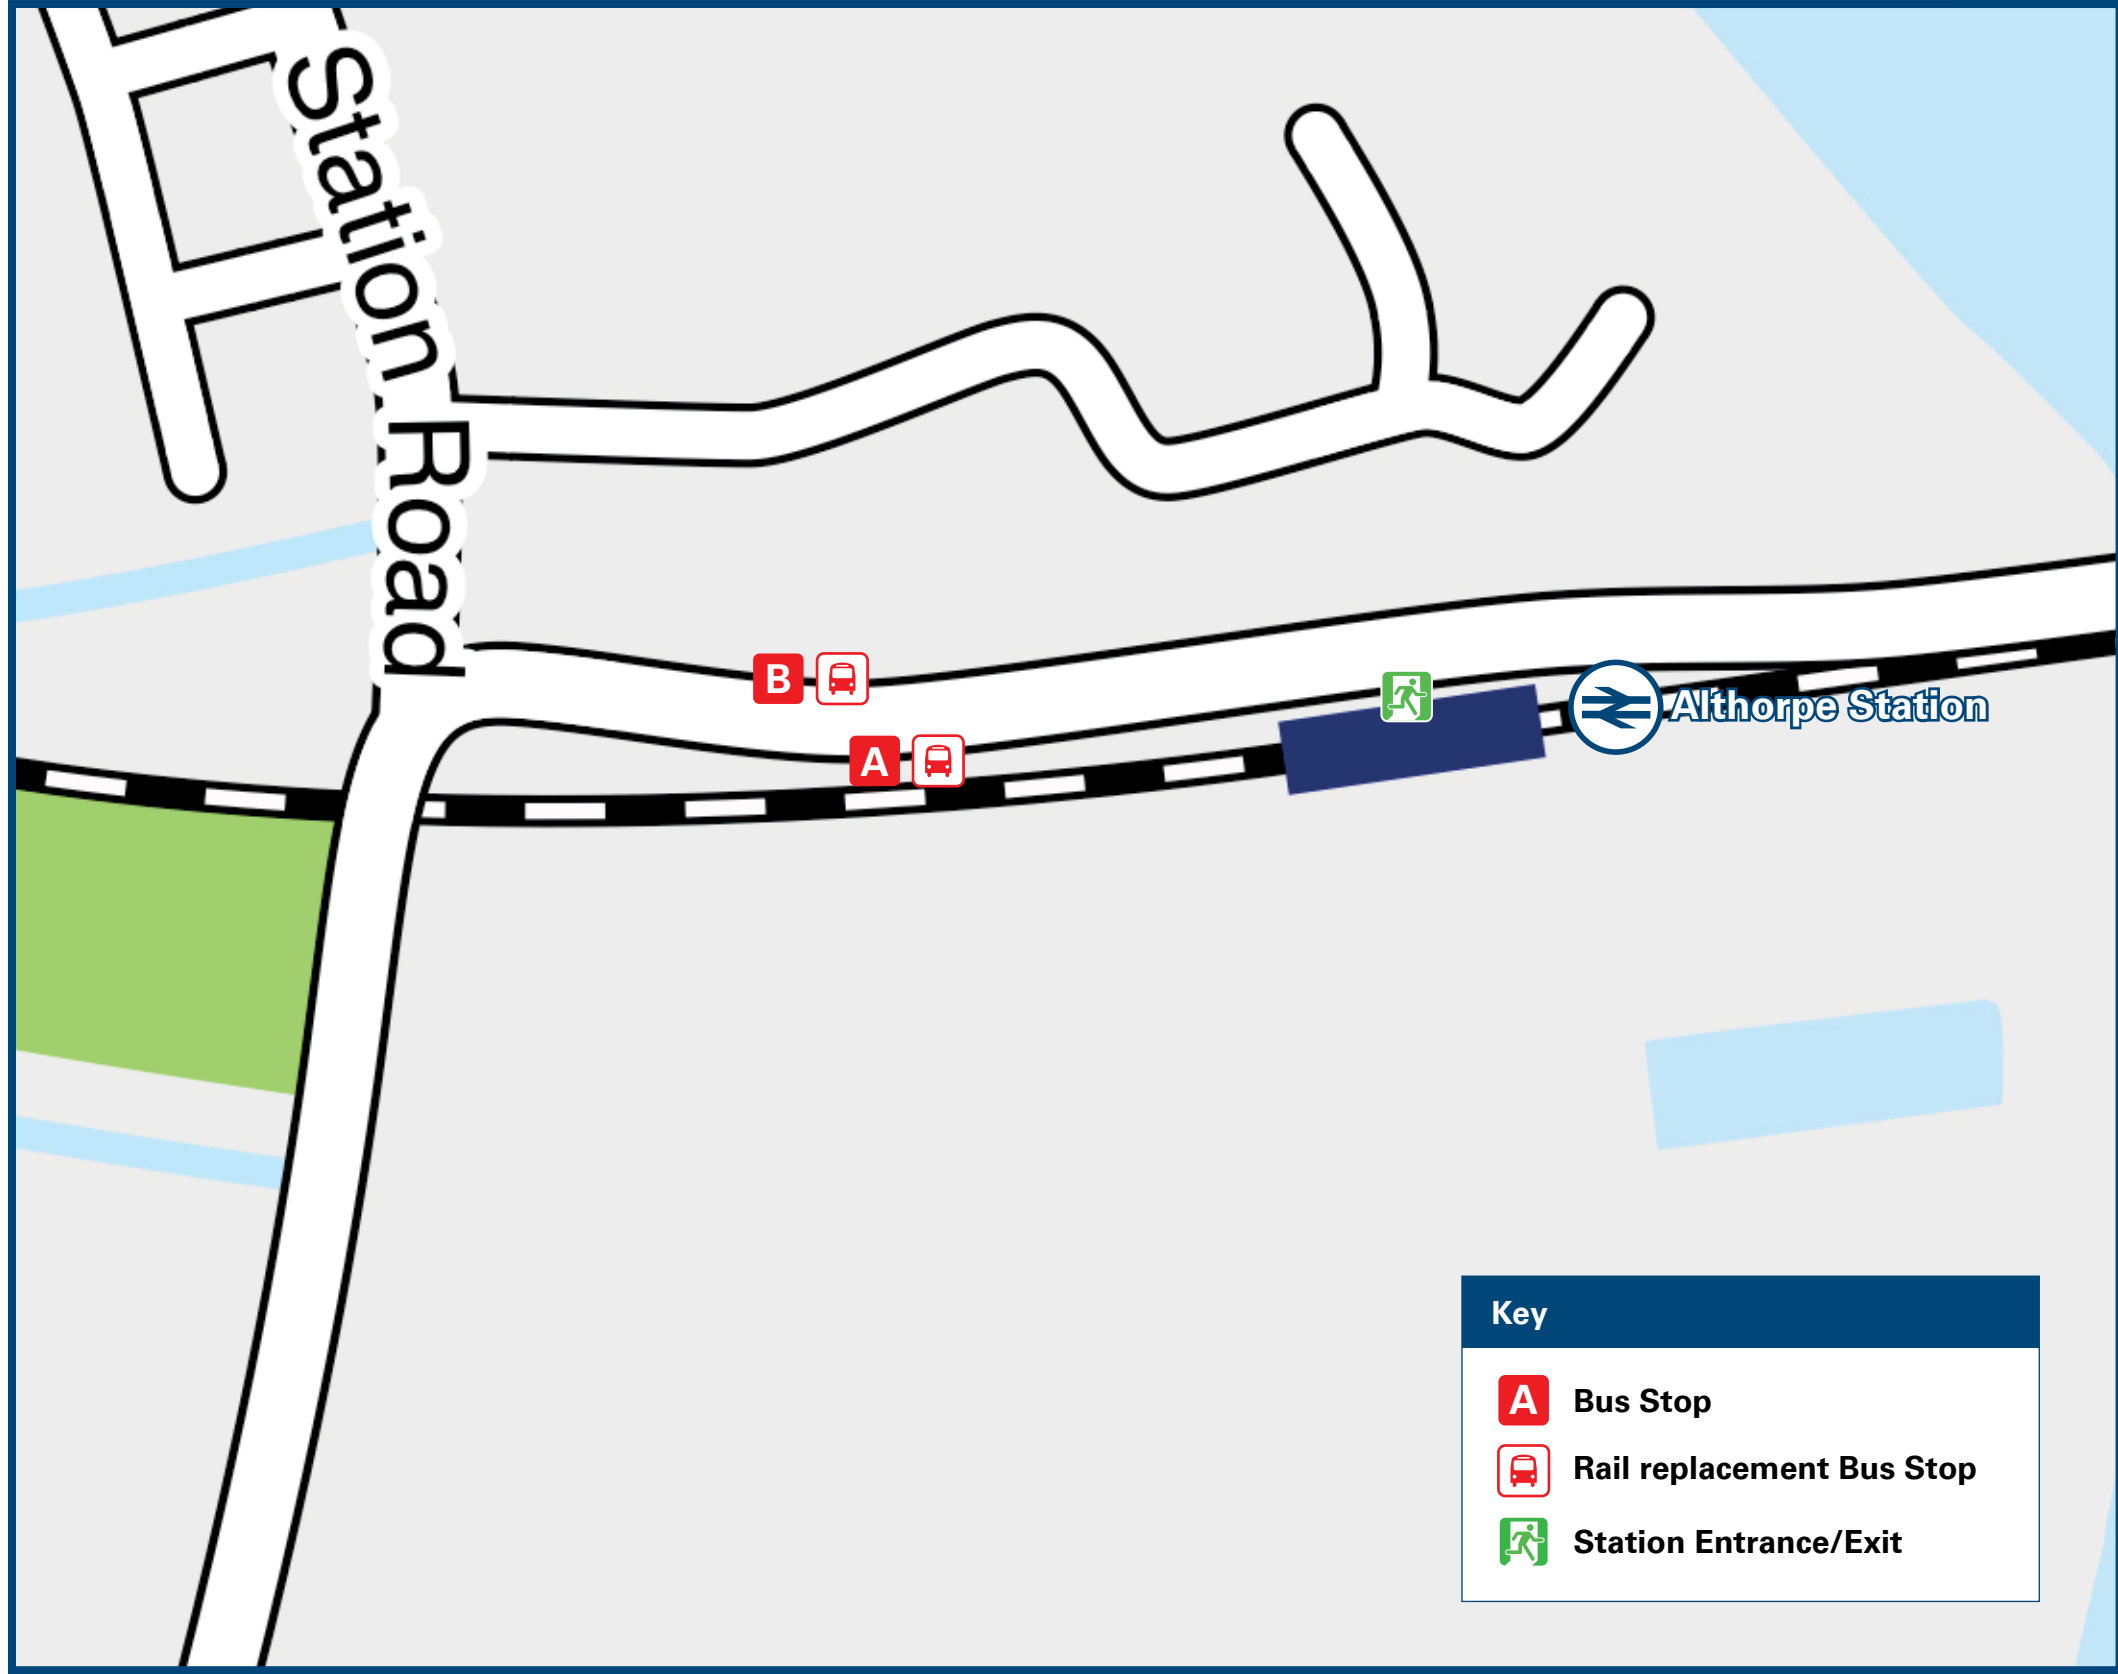 Station Road
B
A
Althorpe Station
Key
A Bus Stop
Rail replacement Bus Stop
Station Entrance/Exit